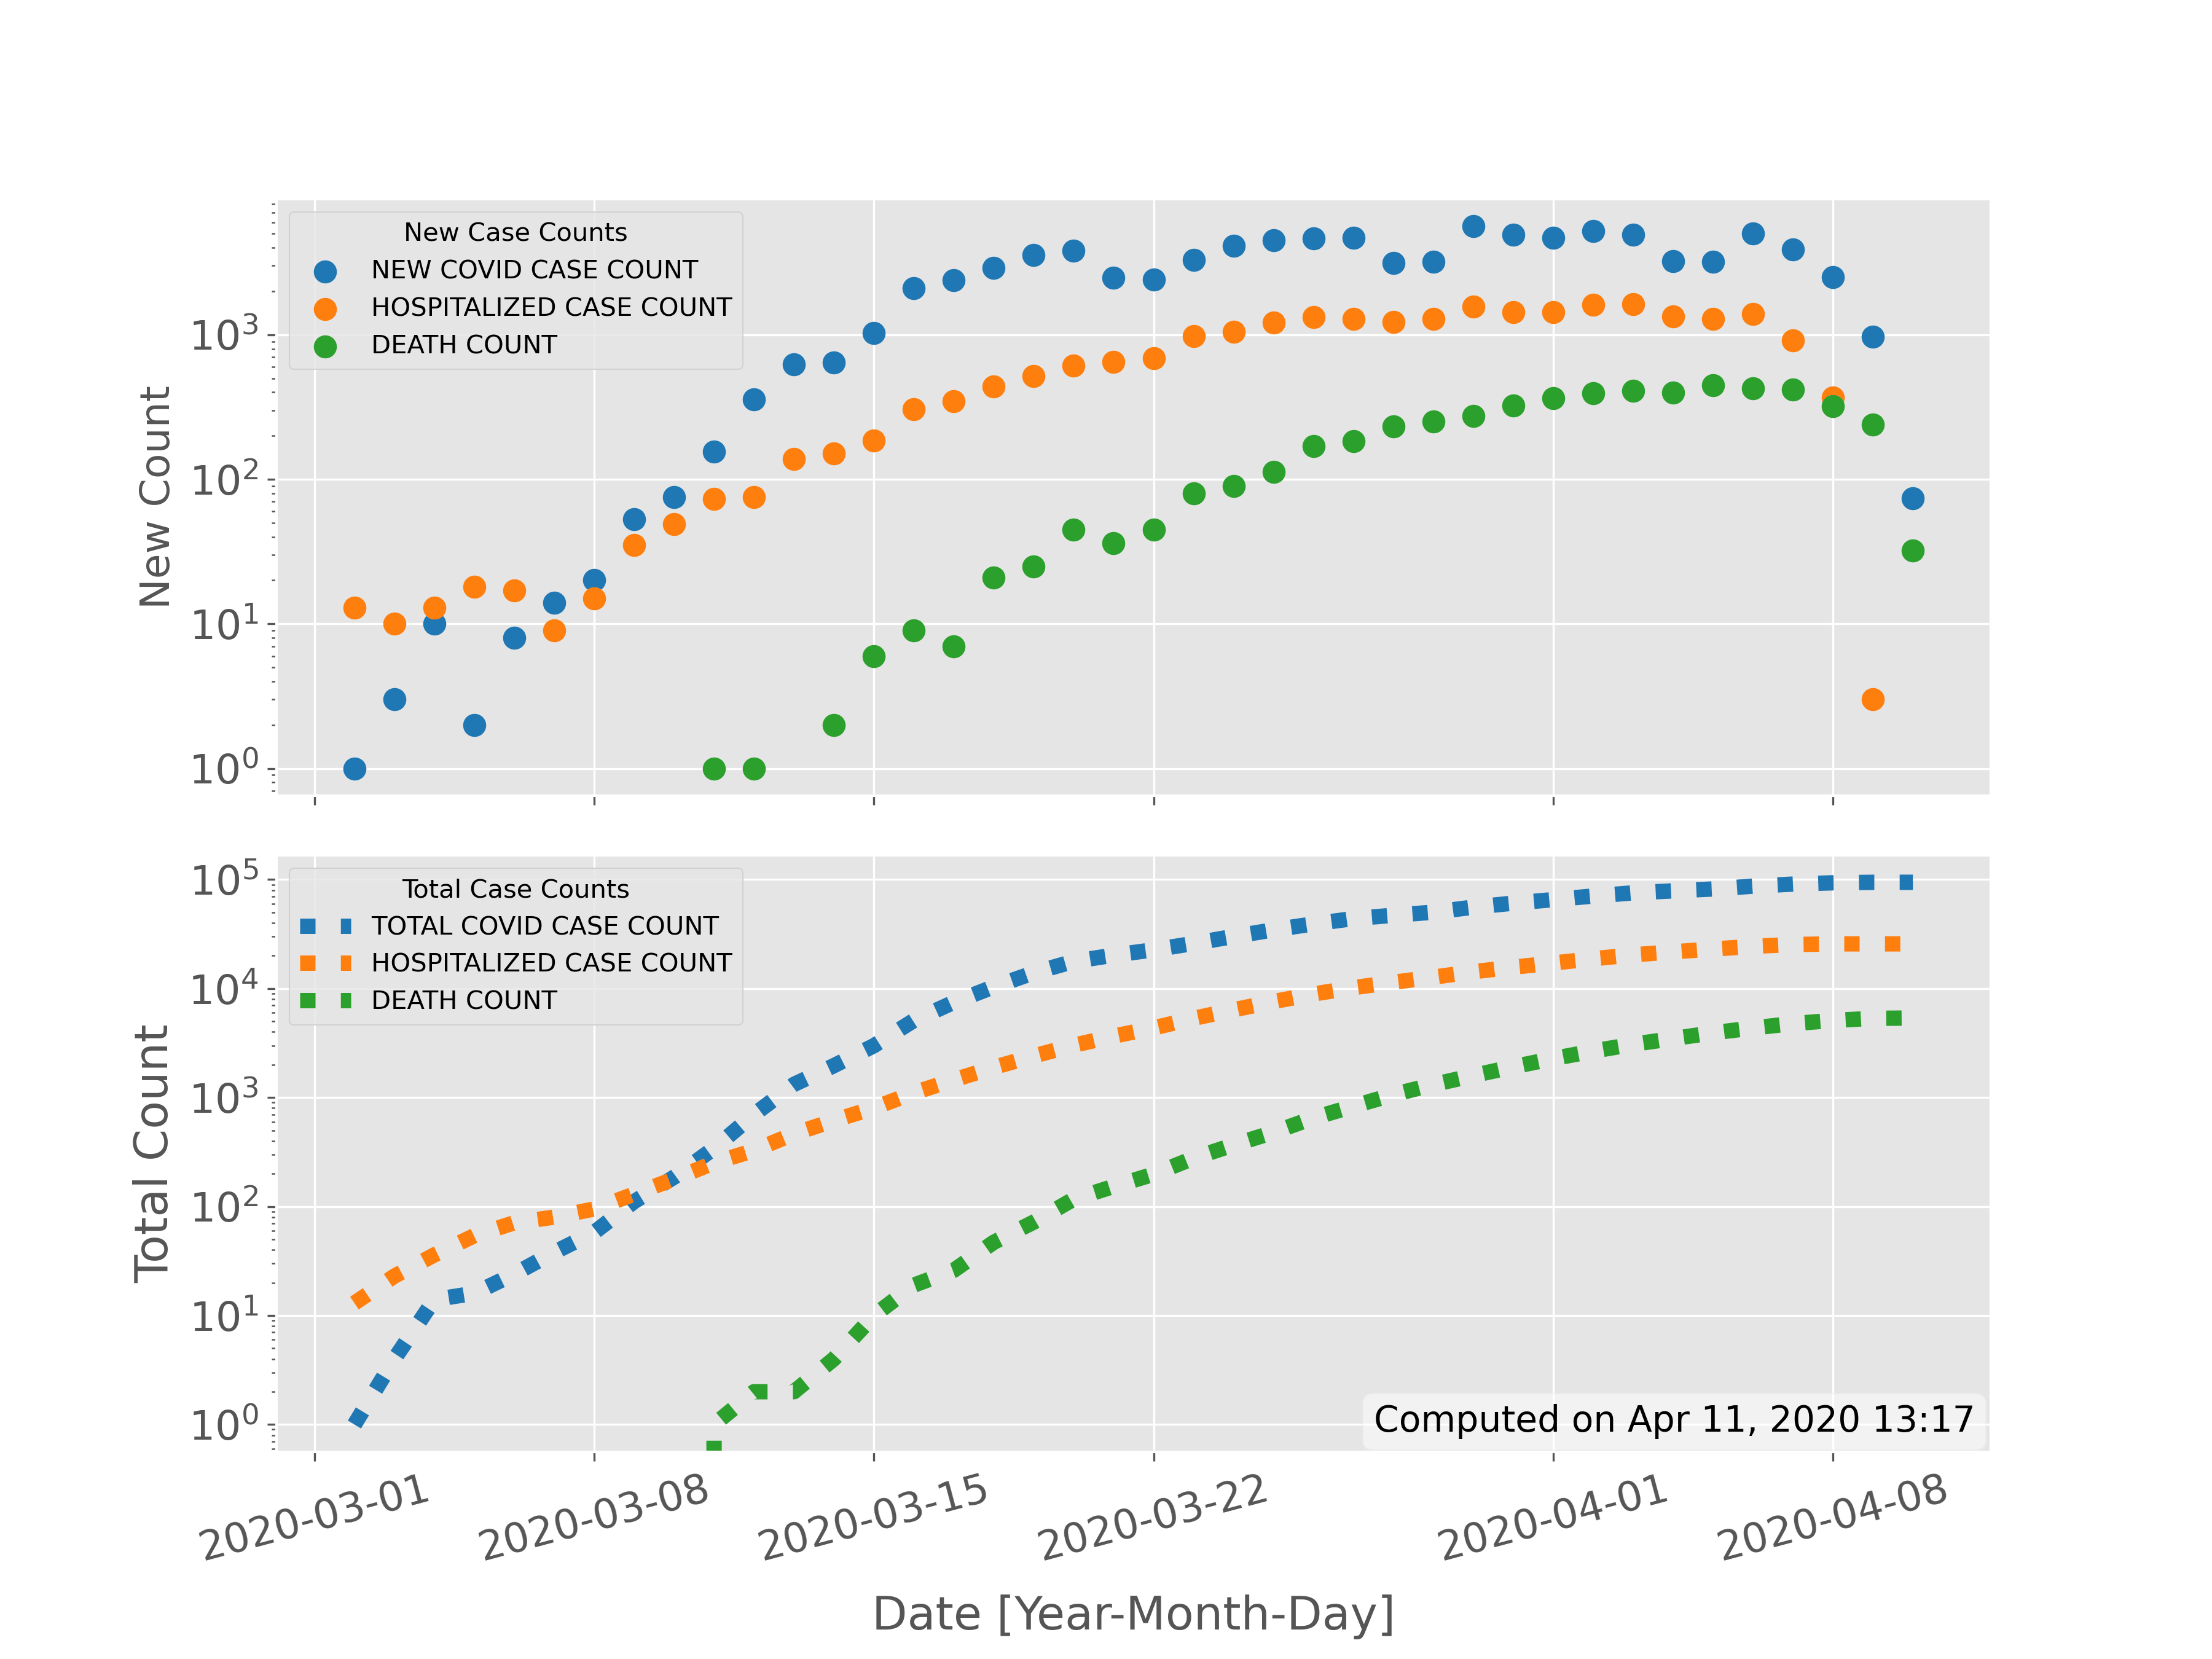 New Case Counts
NEW COVID CASE COUNT
HOSPITALIZED CASE COUNT
DEATH COUNT
10³
10²
10¹
10⁰
New Count
Total Case Counts
TOTAL COVID CASE COUNT
HOSPITALIZED CASE COUNT
DEATH COUNT
10⁵
10⁴
10³
10²
10¹
10⁰
Total Count
Computed on Apr 11, 2020 13:17
2020-03-01
2020-03-08
2020-03-15
2020-03-22
2020-04-01
2020-04-08
Date [Year-Month-Day]